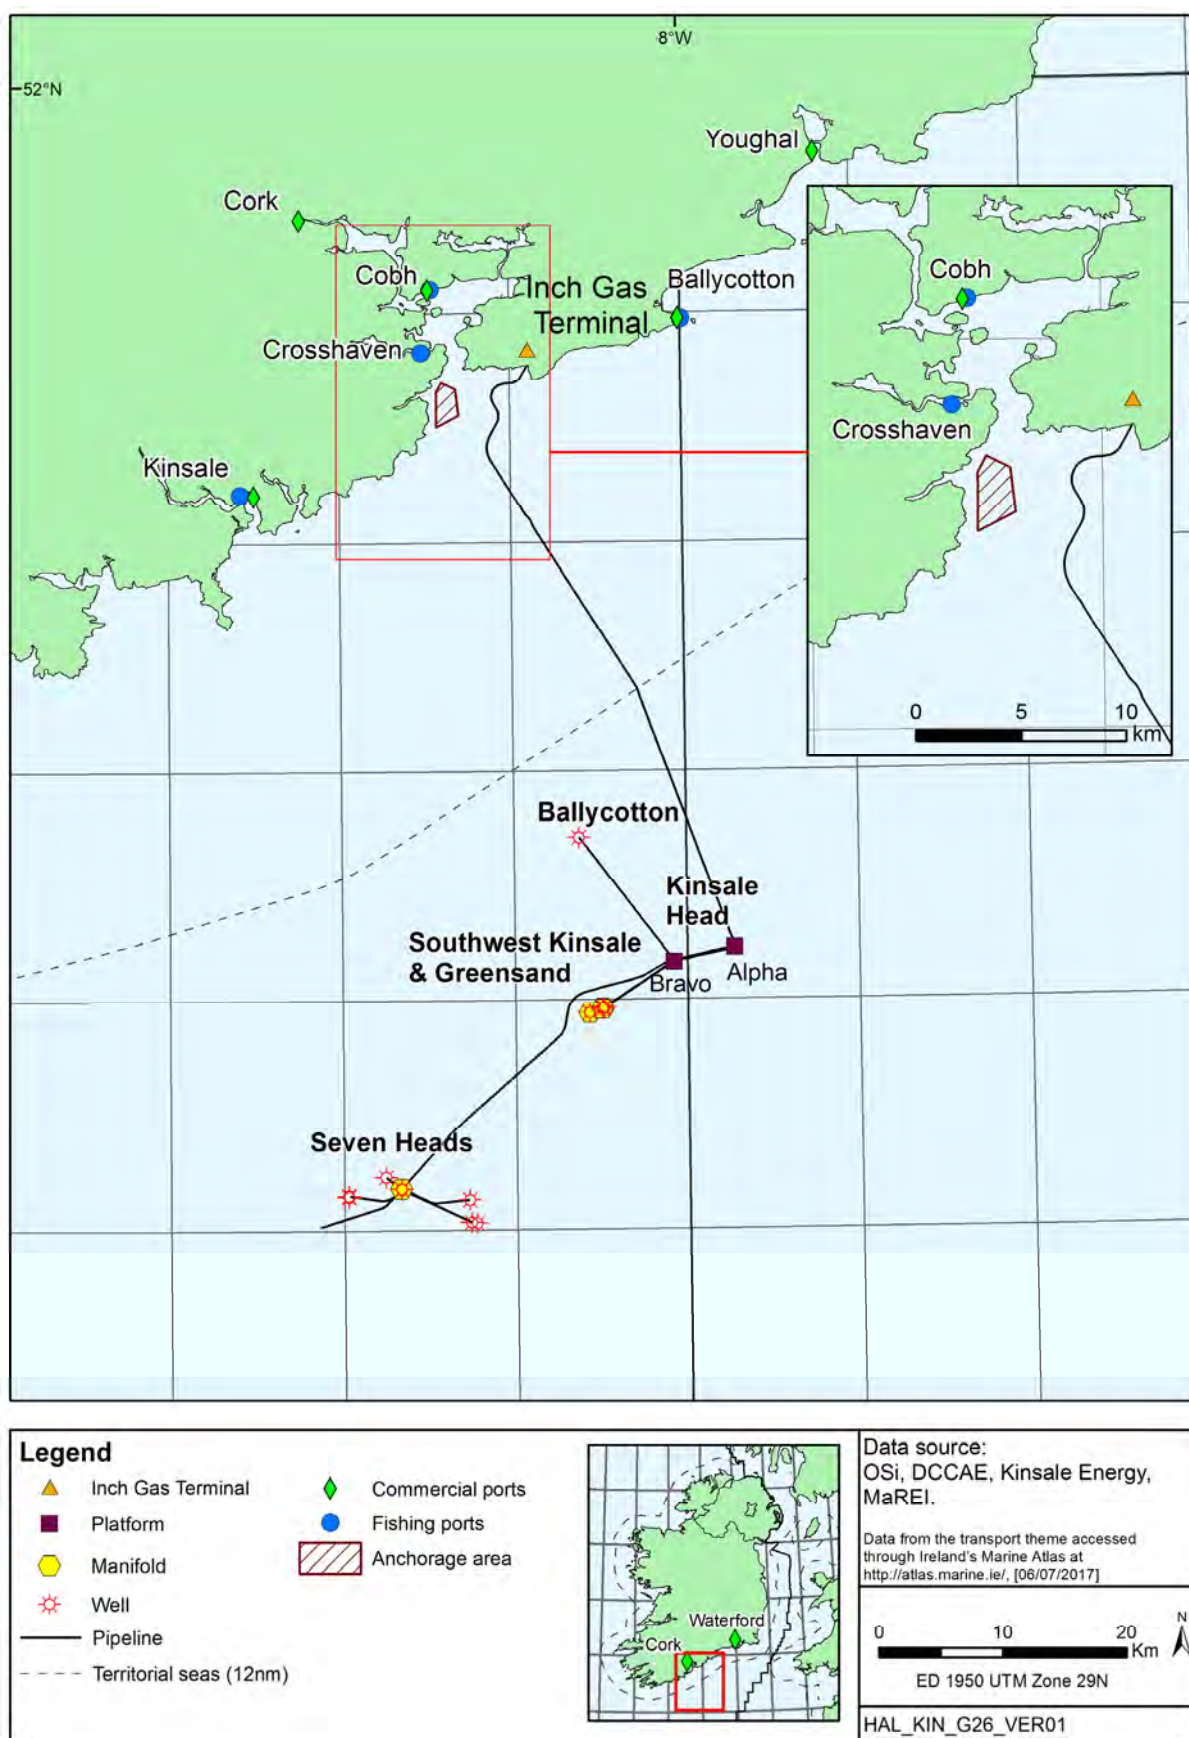 8°W
52°N
Youghal
Cork
Cobh
Inch Gas
Terminal
Ballycotton
Crosshaven
Kinsale
Cobh
Crosshaven
0 5 10
km
Ballycotton
Kinsale
Head
Southwest Kinsale
& Greensand
Bravo
Alpha
Seven Heads
Legend
Inch Gas Terminal
Platform
Manifold
Well
Pipeline
Territorial seas (12nm)
Commercial ports
Fishing ports
Anchorage area
Waterford
Cork
Data source:
OSi, DCCAE, Kinsale Energy,
MaREI.
Data from the transport theme accessed
through Ireland's Marine Atlas at
http://atlas.marine.ie/, [06/07/2017]
0 10 20
Km
N
ED 1950 UTM Zone 29N
HAL_KIN_G26_VER01